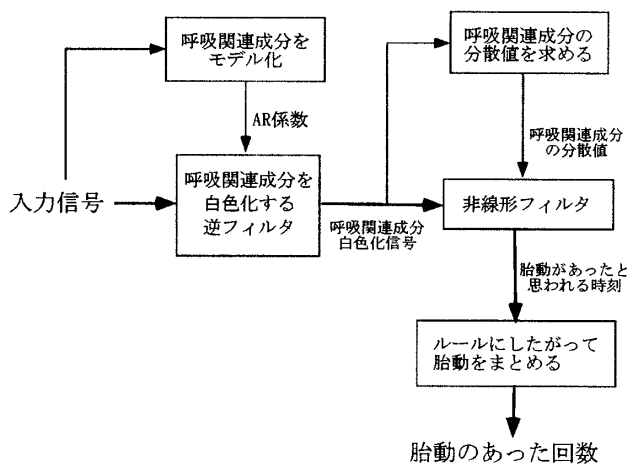 呼吸関連成分を
モデル化
呼吸関連成分の
分散値を求める
AR係数
呼吸関連成分
の分散値
入力信号
呼吸関連成分を
白色化する
逆フィルタ
呼吸関連成分
白色化信号
非線形フィルタ
胎動があったと
思われる時刻
ルールにしたがって
胎動をまとめる
胎動のあった回数